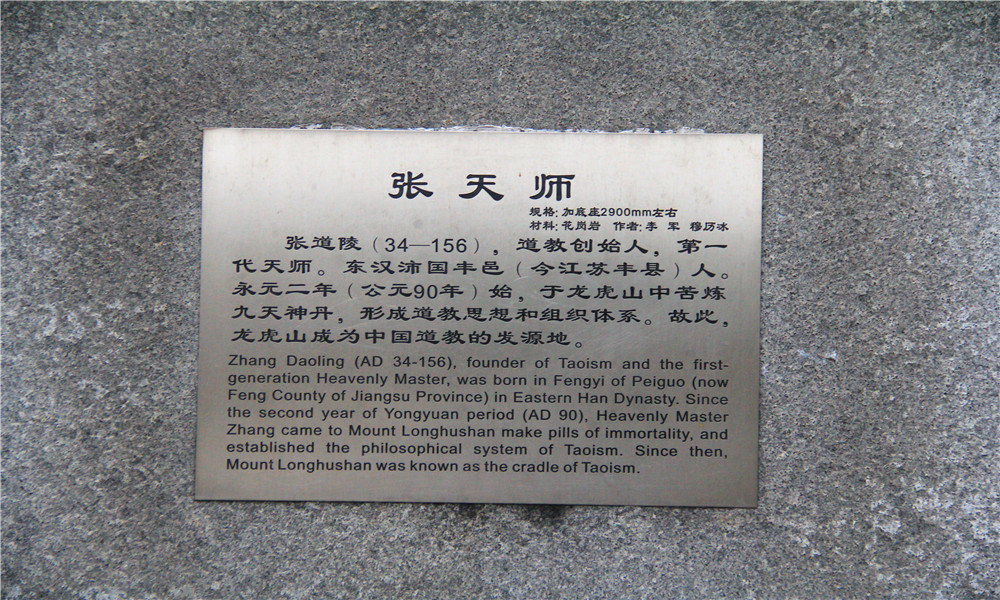 张天师
规格：加底座2900mm左右
材料：花岗岩 作者：李 军 穆历冰
张道陵（34—156），道教创始人，第一
代天师。东汉沛国丰邑（今江苏丰县）人。
永元二年（公元90年）始，于龙虎山中苦炼
九天神丹，形成道教思想和组织体系。故此，
龙虎山成为中国道教的发源地。
Zhang Daoling (AD 34-156), founder of Taoism and the first-
generation Heavenly Master, was born in Fengyi of Peiguo (now
Feng County of Jiangsu Province) in Eastern Han Dynasty. Since
the second year of Yongyuan period (AD 90), Heavenly Master
Zhang came to Mount Longhushan make pills of immortality, and
established the philosophical system of Taoism. Since then,
Mount Longhushan was known as the cradle of Taoism.